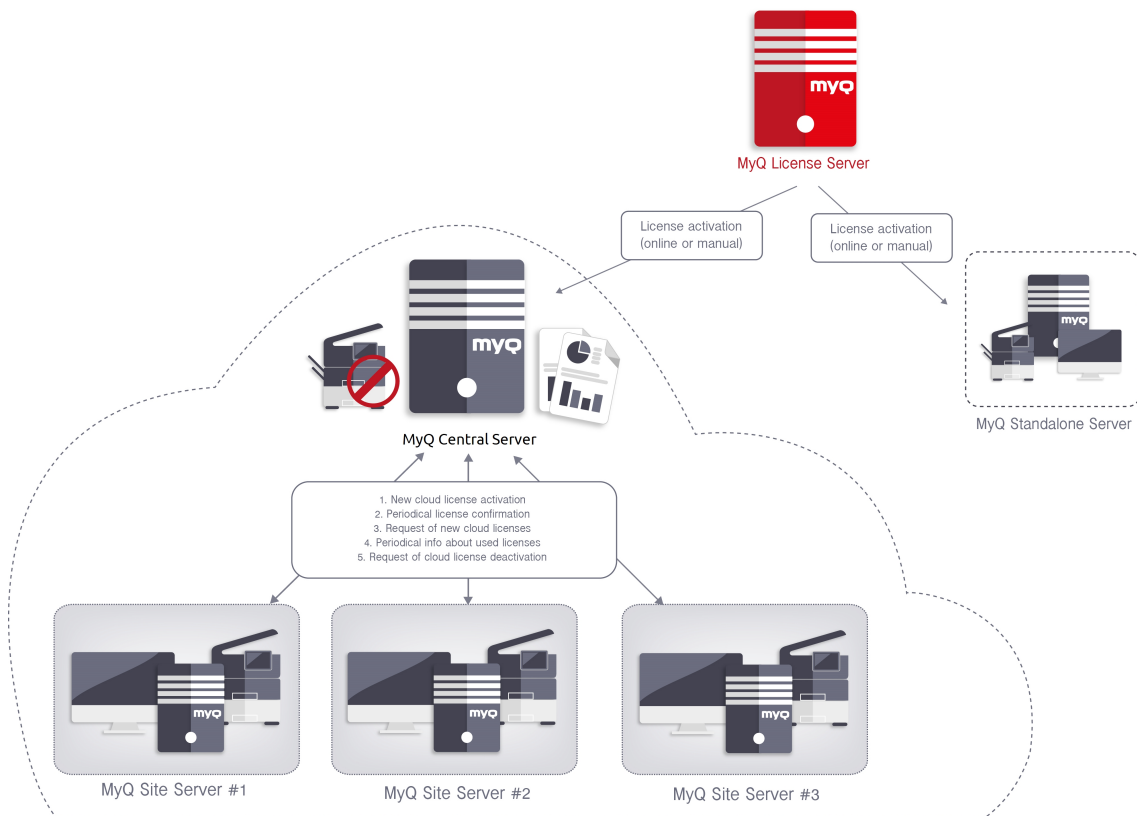 myQ
MyQ License Server
License activation
(online or manual)
License activation
(online or manual)
myQ
MyQ Central Server
myQ
MyQ Standalone Server
1. New cloud license activation
2. Periodical license confirmation
3. Request of new cloud licenses
4. Periodical info about used licenses
5. Request of cloud license deactivation
myQ
myQ
myQ
MyQ Site Server #1
MyQ Site Server #2
MyQ Site Server #3